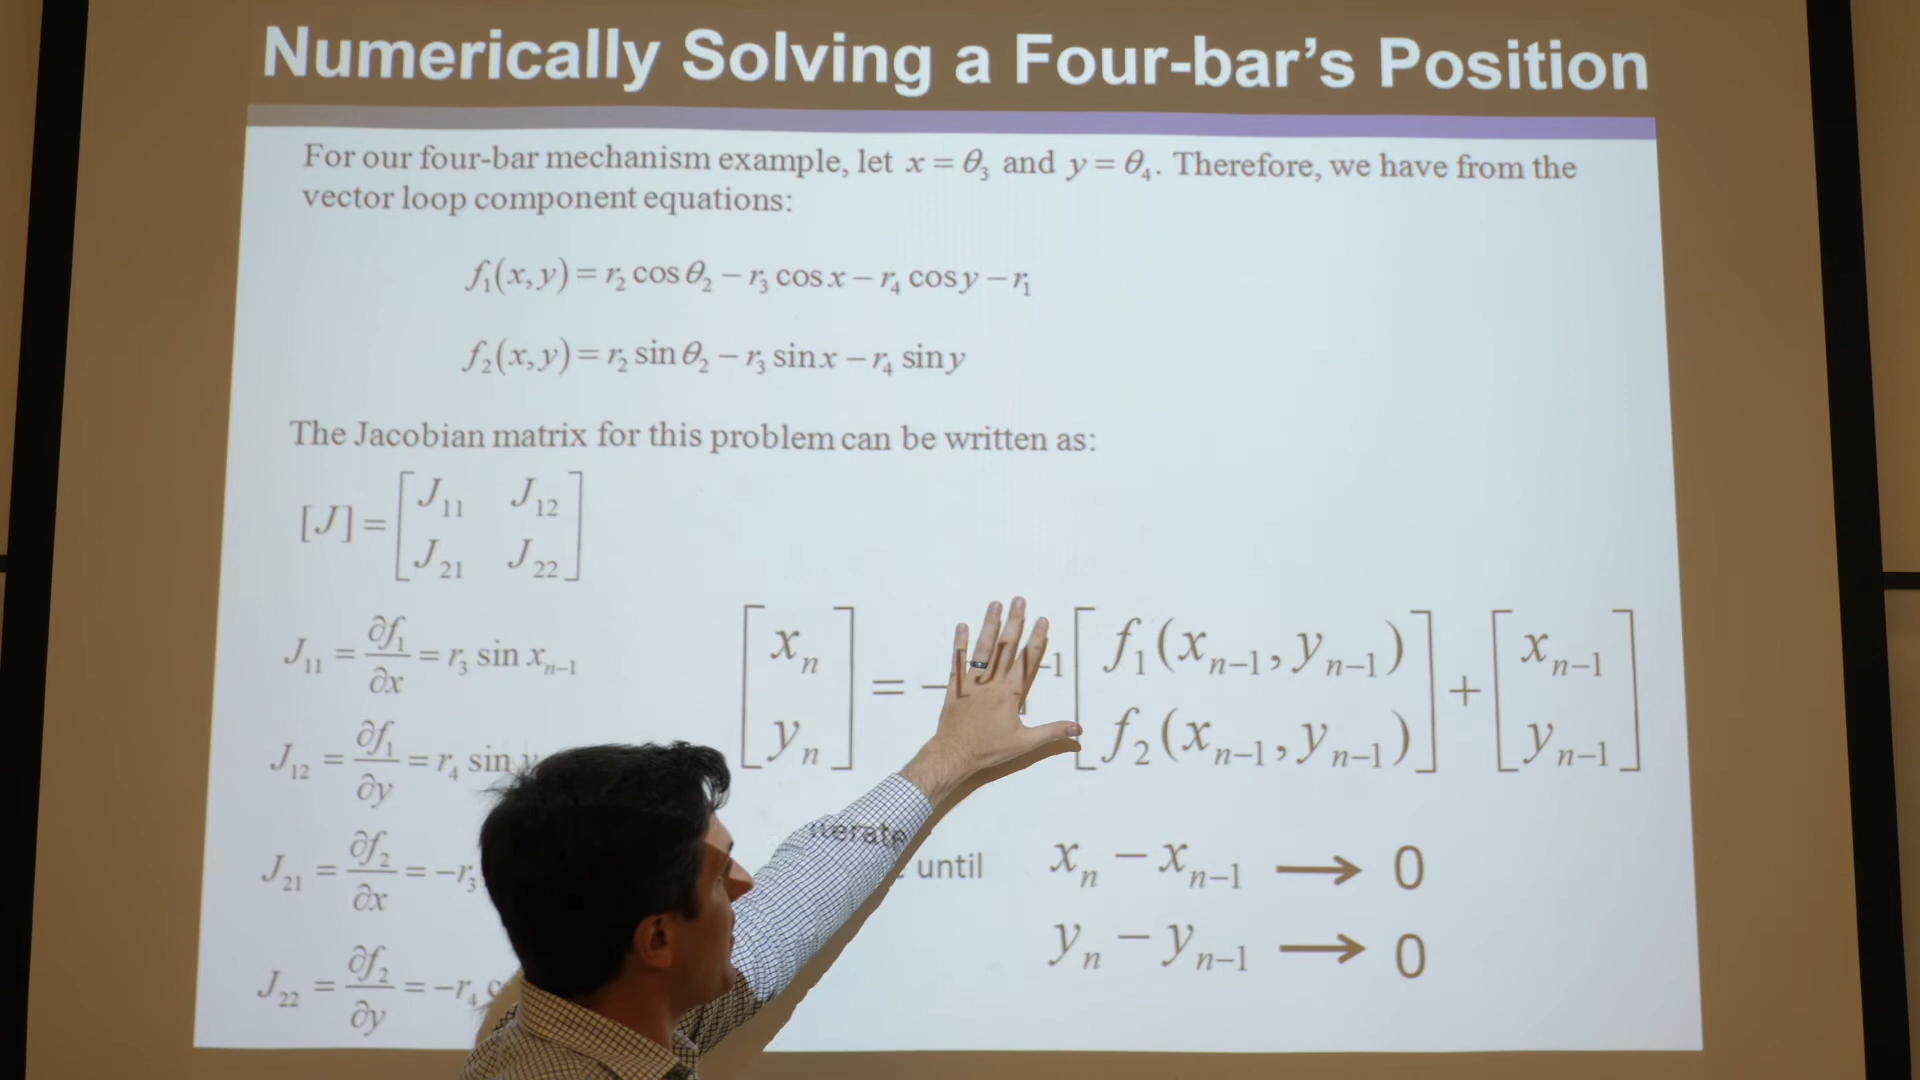 Numerically Solving a Four-bar’s Position
For our four-bar mechanism example, let x = θ₃ and y = θ₄. Therefore, we have from the
vector loop component equations:
f₁(x,y) = r₂ cos θ₂ − r₃ cos x − r₄ cos y − r₁
f₂(x,y) = r₂ sin θ₂ − r₃ sin x − r₄ sin y
The Jacobian matrix for this problem can be written as:
[J] = [J₁₁ J₁₂
J₂₁ J₂₂]
J₁₁ = ∂f₁/∂x = r₃ sin xₙ₋₁
J₁₂ = ∂f₁/∂y = r₄ sin
J₂₁ = ∂f₂/∂x = −r₃
J₂₂ = ∂f₂/∂y = −r₄
[xₙ yₙ] = −[J]⁻¹ [f₁(xₙ₋₁, yₙ₋₁) f₂(xₙ₋₁, yₙ₋₁)] + [xₙ₋₁ yₙ₋₁]
iterate
until
xₙ − xₙ₋₁ → 0
yₙ − yₙ₋₁ → 0